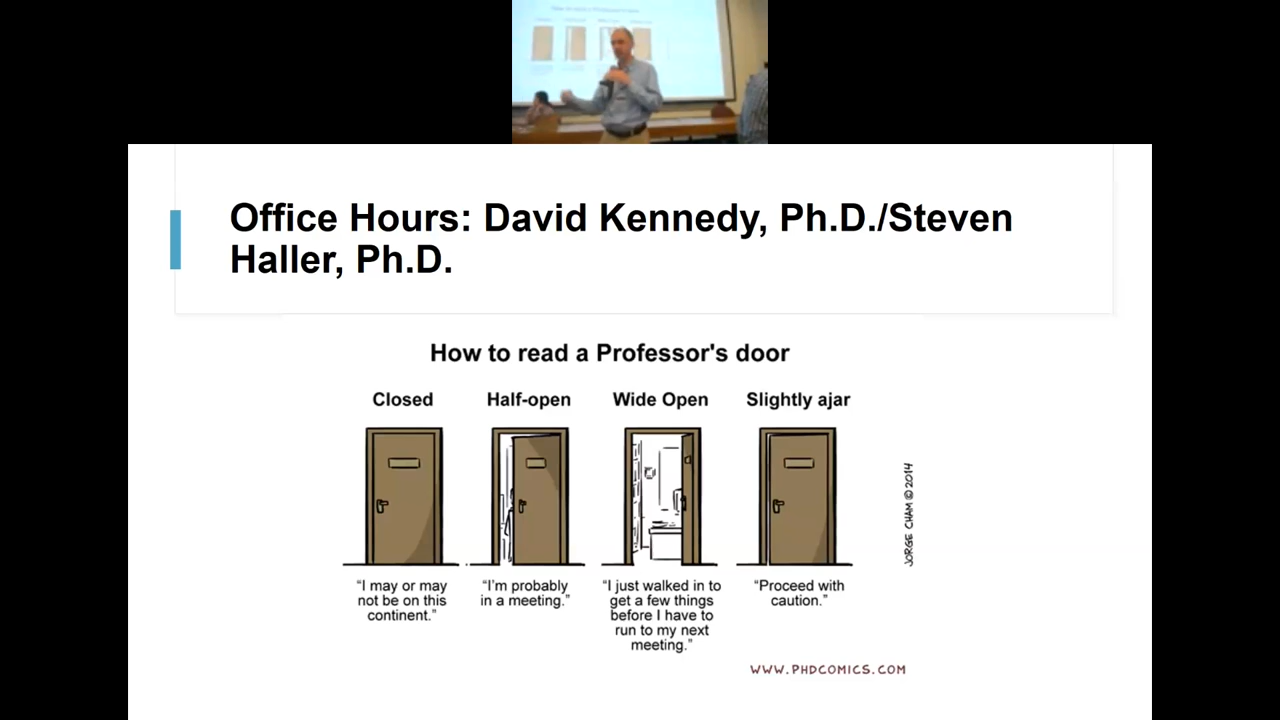 Office Hours: David Kennedy, Ph.D./Steven
Haller, Ph.D.
How to read a Professor's door
Closed
Half-open
Wide Open
Slightly ajar
“I may or may
not be on this
continent.”
“I’m probably
in a meeting.”
“I just walked in to
get a few things
before I have to
run to my next
meeting.”
“Proceed with
caution.”
JORGE CHAM © 2014
WWW.PHDCOMICS.COM